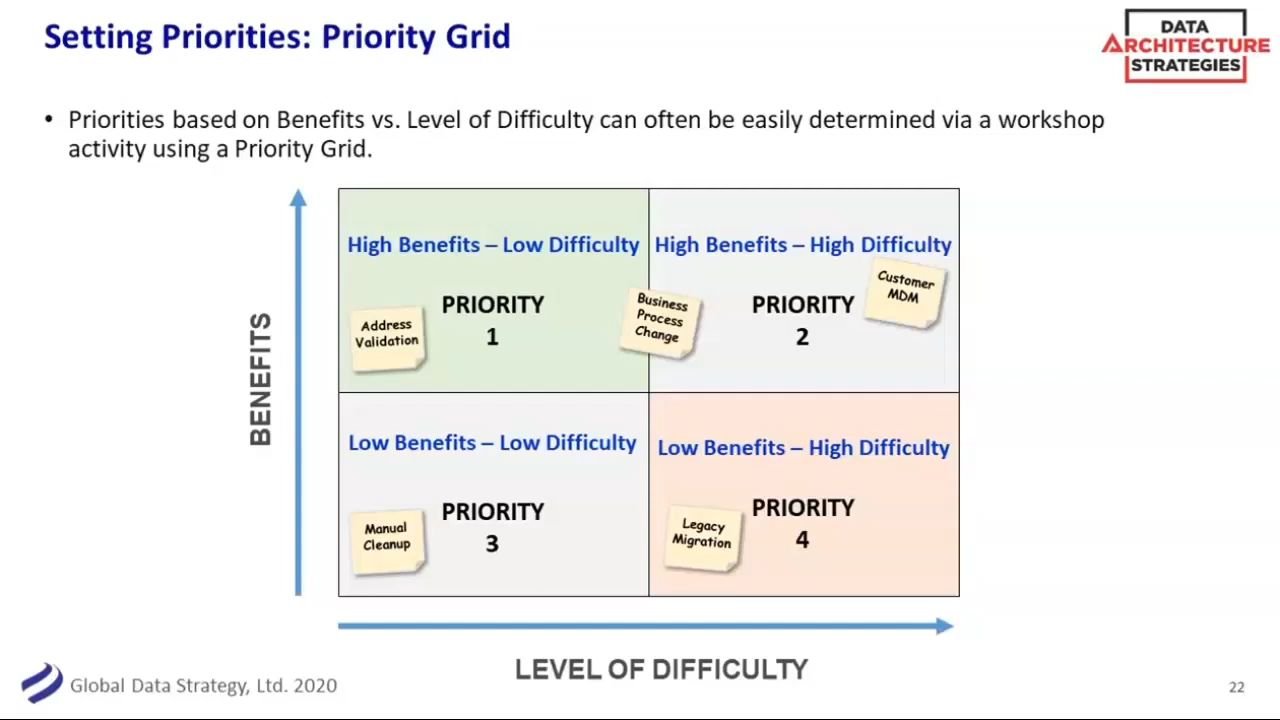 Setting Priorities: Priority Grid
DATA
ARCHITECTURE
STRATEGIES
• Priorities based on Benefits vs. Level of Difficulty can often be easily determined via a workshop
activity using a Priority Grid.
BENEFITS
High Benefits – Low Difficulty
PRIORITY
1
Address
Validation
Business
Process
Change
High Benefits – High Difficulty
PRIORITY
2
Customer
MDM
Low Benefits – Low Difficulty
PRIORITY
3
Manual
Cleanup
Low Benefits – High Difficulty
PRIORITY
4
Legacy
Migration
LEVEL OF DIFFICULTY
Global Data Strategy, Ltd. 2020
22